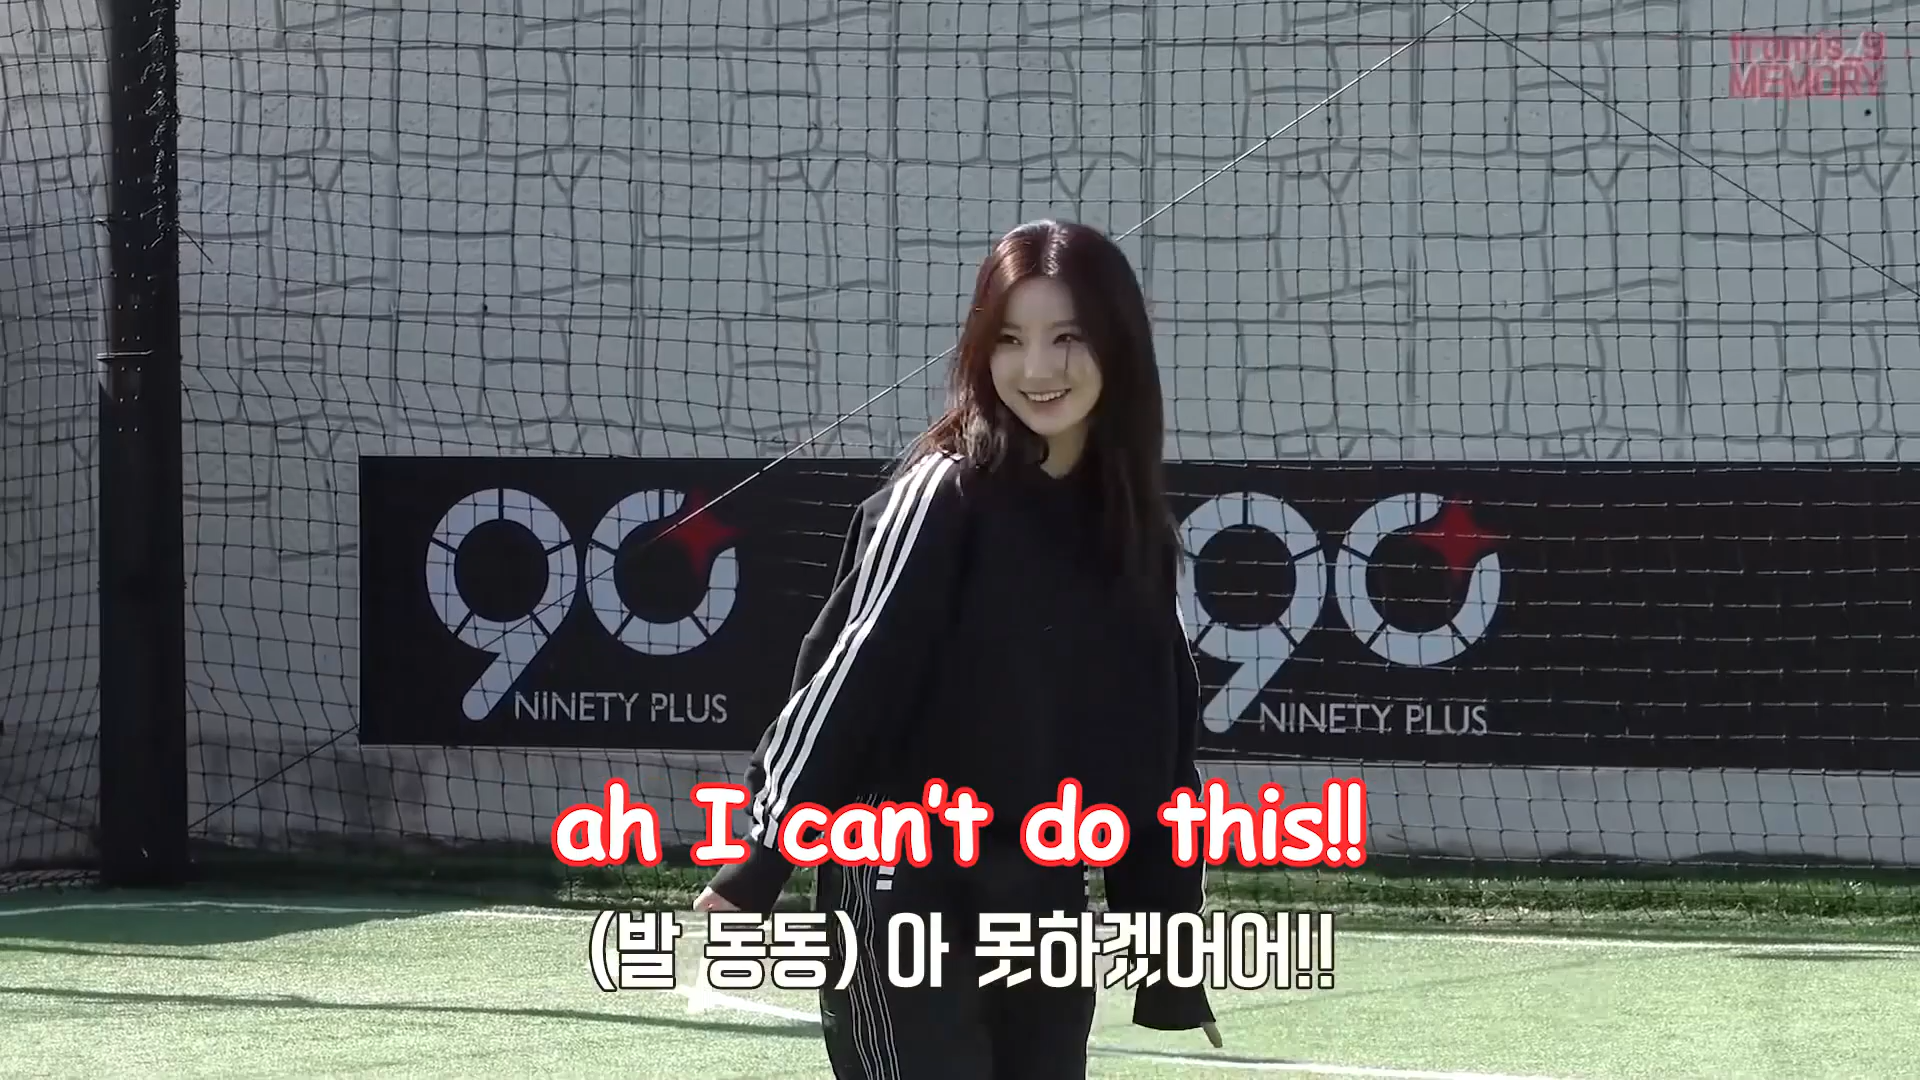 fromis_9
MEMORY
90
NINETY PLUS
90
NINETY PLUS
ah I can't do this!!
(발 동동) 아 못하겠어어!!